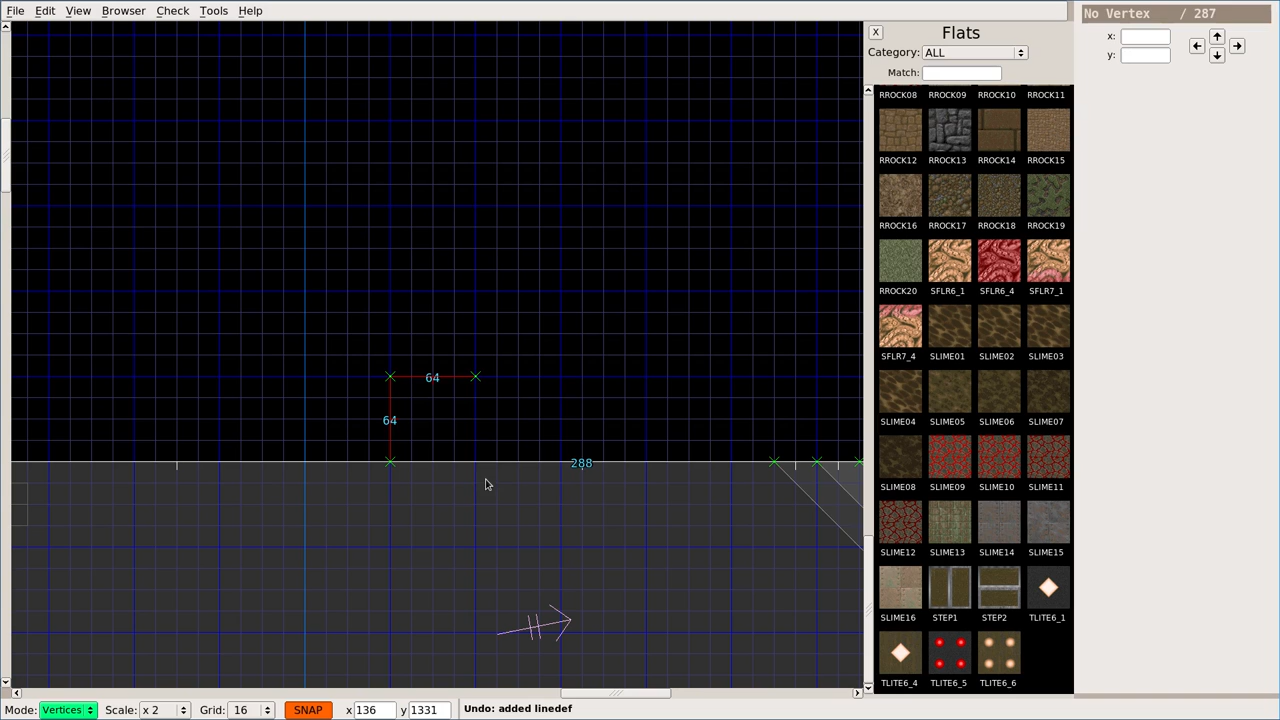 File Edit View Browser Check Tools Help
No Vertex / 287
x:
y:
X Flats
Category: ALL
Match:
RROCK08 RROCK09 RROCK10 RROCK11
RROCK12 RROCK13 RROCK14 RROCK15
RROCK16 RROCK17 RROCK18 RROCK19
RROCK20 SFLR6_1 SFLR6_4 SFLR7_1
SFLR7_4 SLIME01 SLIME02 SLIME03
SLIME04 SLIME05 SLIME06 SLIME07
SLIME08 SLIME09 SLIME10 SLIME11
SLIME12 SLIME13 SLIME14 SLIME15
SLIME16 STEP1 STEP2 TLITE6_1
TLITE6_4 TLITE6_5 TLITE6_6
64
64
288
Mode: Vertices Scale: x 2 Grid: 16 SNAP x 136 y 1331 Undo: added linedef